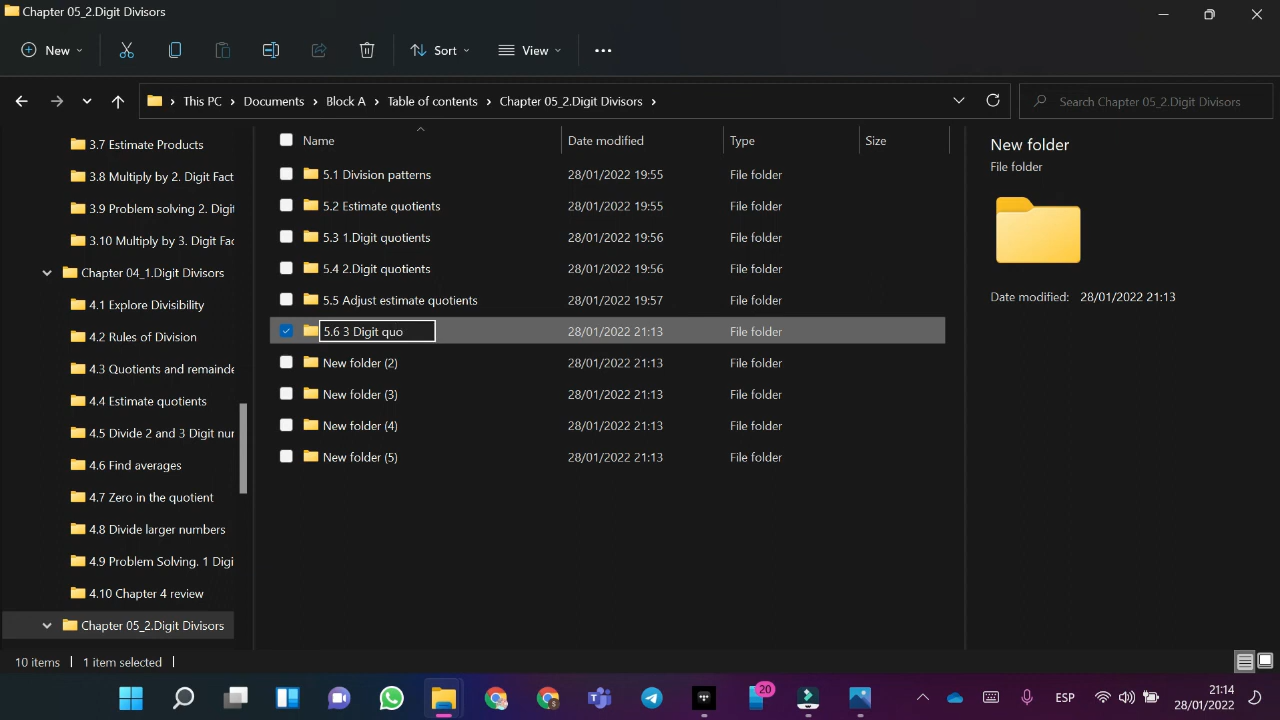 Chapter 05_2.Digit Divisors
New Sort View
This PC Documents Block A Table of contents Chapter 05_2.Digit Divisors Search Chapter 05_2.Digit Divisors
3.7 Estimate Products
3.8 Multiply by 2. Digit Fact
3.9 Problem solving 2. Digit
3.10 Multiply by 3. Digit Fac
Chapter 04_1.Digit Divisors
4.1 Explore Divisibility
4.2 Rules of Division
4.3 Quotients and remainde
4.4 Estimate quotients
4.5 Divide 2 and 3 Digit nur
4.6 Find averages
4.7 Zero in the quotient
4.8 Divide larger numbers
4.9 Problem Solving. 1 Digi
4.10 Chapter 4 review
Chapter 05_2.Digit Divisors
Name Date modified Type Size
5.1 Division patterns 28/01/2022 19:55 File folder
5.2 Estimate quotients 28/01/2022 19:55 File folder
5.3 1.Digit quotients 28/01/2022 19:56 File folder
5.4 2.Digit quotients 28/01/2022 19:56 File folder
5.5 Adjust estimate quotients 28/01/2022 19:57 File folder
5.6 3 Digit quo 28/01/2022 21:13 File folder
New folder (2) 28/01/2022 21:13 File folder
New folder (3) 28/01/2022 21:13 File folder
New folder (4) 28/01/2022 21:13 File folder
New folder (5) 28/01/2022 21:13 File folder
New folder
File folder
Date modified: 28/01/2022 21:13
10 items 1 item selected
20
ESP
21:14
28/01/2022